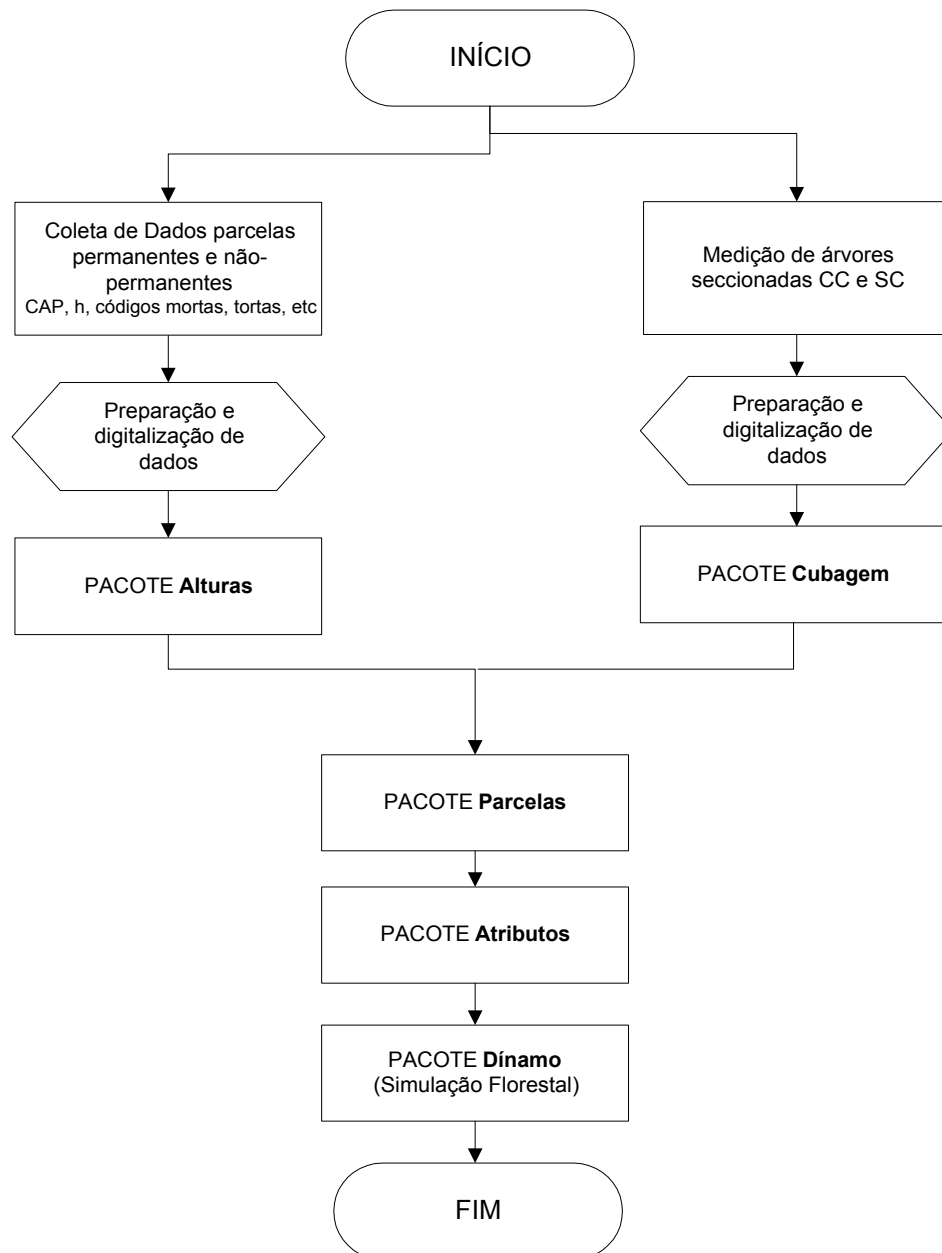 INÍCIO
Coleta de Dados parcelas
permanentes e não-
permanentes
CAP, h, códigos mortas, tortas, etc
Medição de árvores
seccionadas CC e SC
Preparação e
digitalização de
dados
Preparação e
digitalização de
dados
PACOTE Alturas
PACOTE Cubagem
PACOTE Parcelas
PACOTE Atributos
PACOTE Dínamo
(Simulação Florestal)
FIM